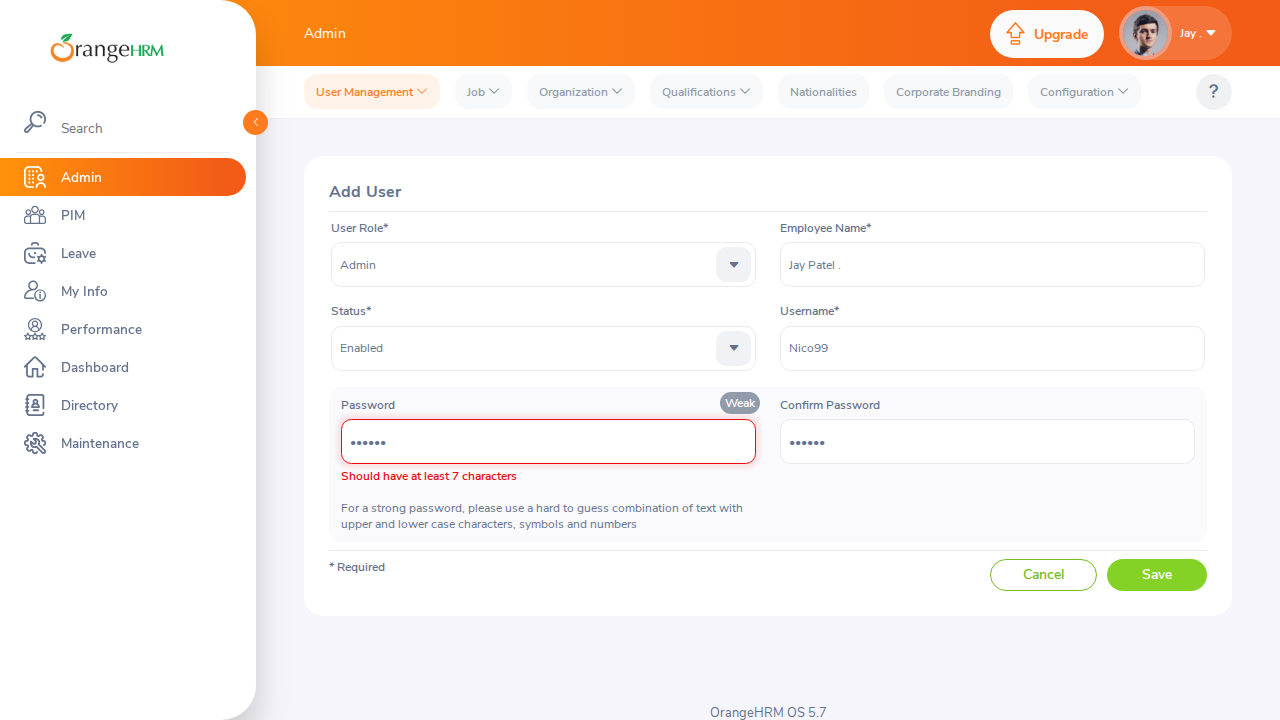 OrangeHRM
Admin
Upgrade
Jay .
User Management
Job
Organization
Qualifications
Nationalities
Corporate Branding
Configuration
?
Search
Admin
PIM
Leave
My Info
Performance
Dashboard
Directory
Maintenance
Add User
User Role*
Employee Name*
Admin
Jay Patel .
Status*
Username*
Enabled
Nico99
Password
Weak
Confirm Password
••••••
••••••
Should have at least 7 characters
For a strong password, please use a hard to guess combination of text with
upper and lower case characters, symbols and numbers
* Required
Cancel
Save
OrangeHRM OS 5.7